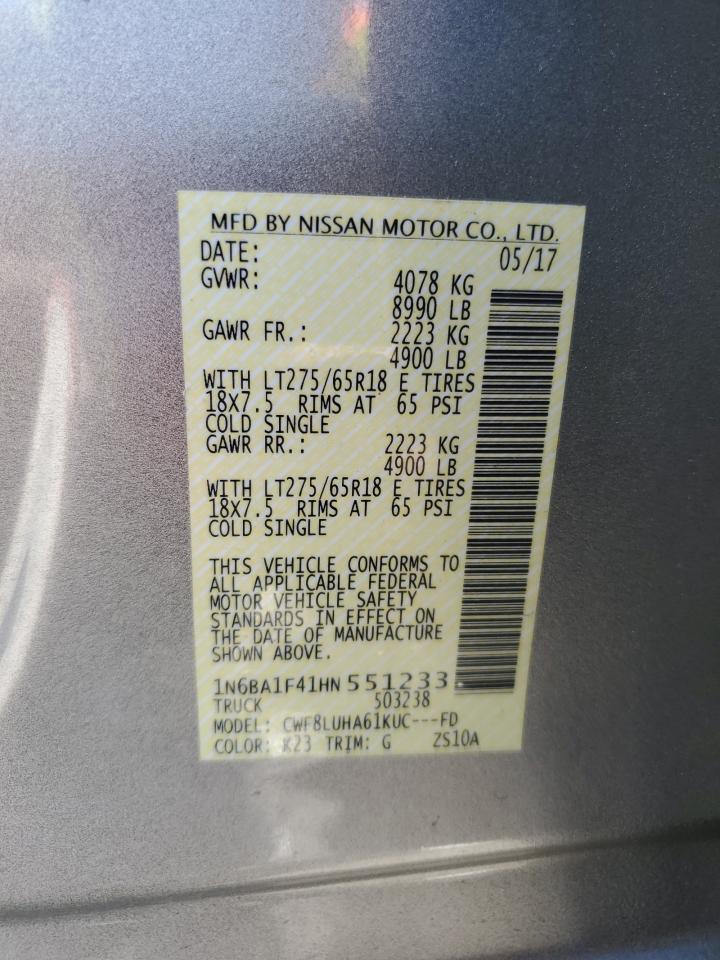 MFD BY NISSAN MOTOR CO., LTD.
DATE: 05/17
GVWR: 4078 KG
8990 LB
GAWR FR.: 2223 KG
4900 LB
WITH LT275/65R18 E TIRES
18X7.5 RIMS AT 65 PSI
COLD SINGLE
GAWR RR.: 2223 KG
4900 LB
WITH LT275/65R18 E TIRES
18X7.5 RIMS AT 65 PSI
COLD SINGLE
THIS VEHICLE CONFORMS TO
ALL APPLICABLE FEDERAL
MOTOR VEHICLE SAFETY
STANDARDS IN EFFECT ON
THE DATE OF MANUFACTURE
SHOWN ABOVE.
1N6BA1F41HN551233
TRUCK 503238
MODEL: CWF8LUHA61KUC---FD
COLOR: K23 TRIM: G ZS10A